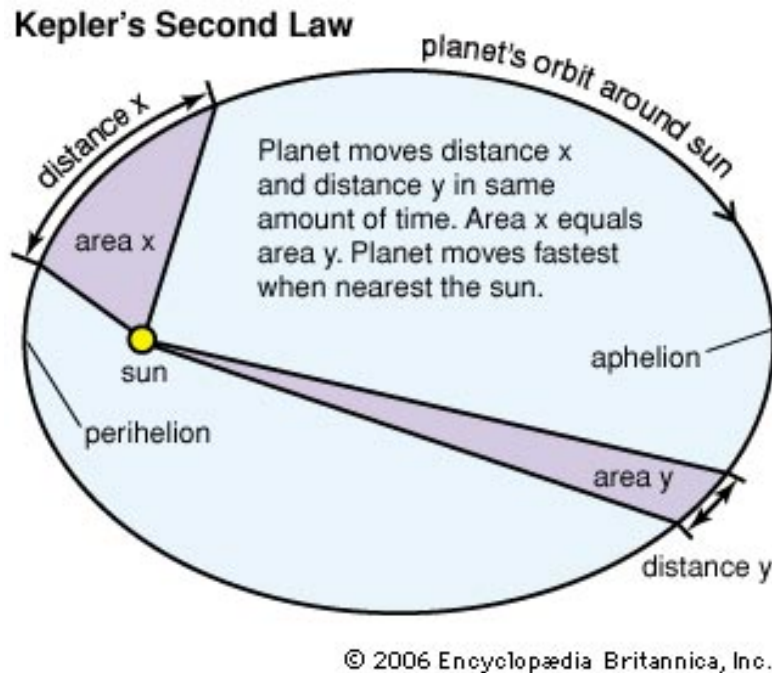 Kepler's Second Law
planet's orbit around sun
distance x
Planet moves distance x
and distance y in same
amount of time. Area x equals
area y. Planet moves fastest
when nearest the sun.
area x
sun
aphelion
perihelion
area y
distance y
© 2006 Encyclopædia Britannica, Inc.